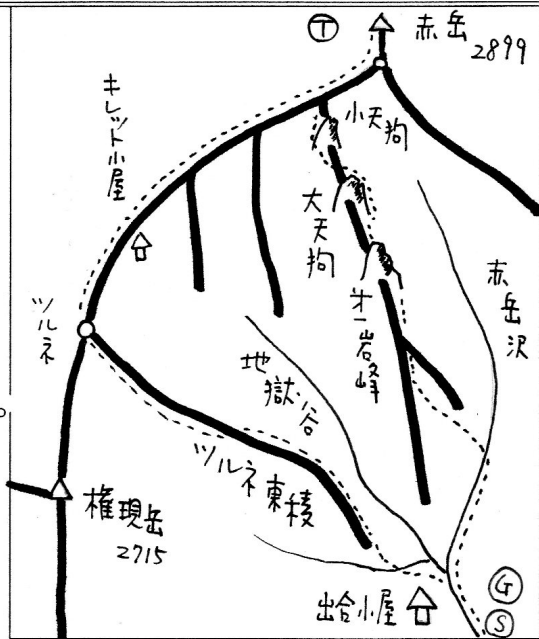 Ⓣ
赤岳
2899
キレット小屋
小天狗
大天狗
オ一岩峰
赤岳沢
ツルネ
地獄谷
ツルネ東稜
権現岳
2715
出合小屋
Ⓖ
Ⓢ